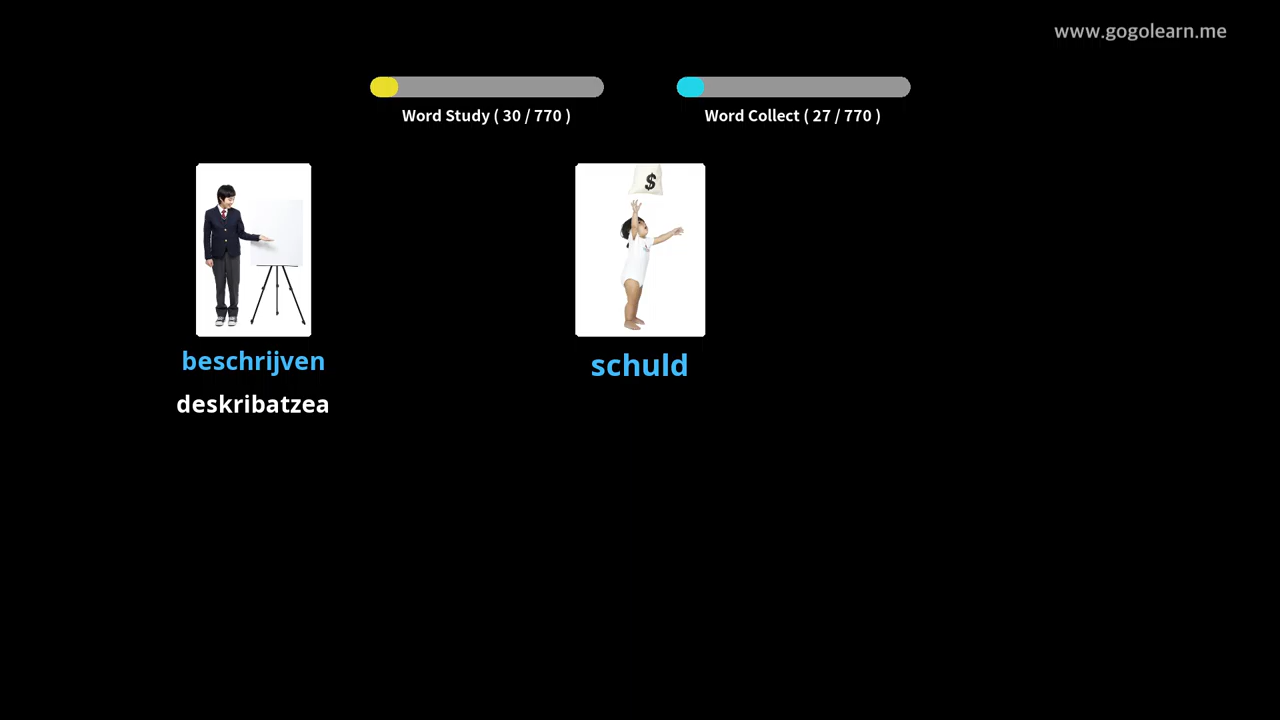 www.gogolearn.me
Word Study ( 30 / 770 )
Word Collect ( 27 / 770 )
$
beschrijven
schuld
deskribatzea